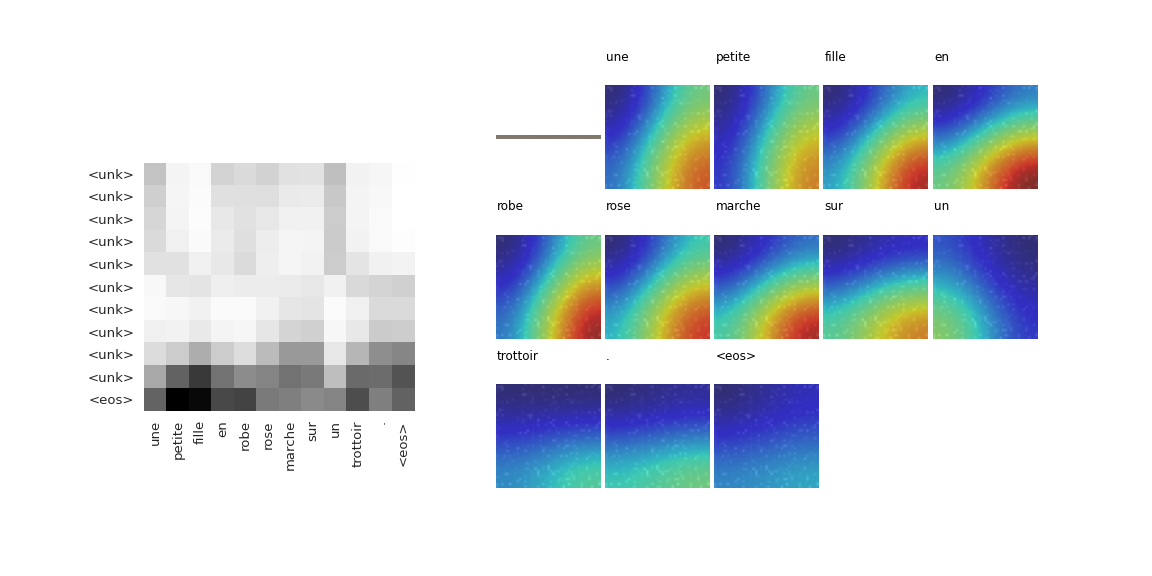 <unk>
<unk>
<unk>
<unk>
<unk>
<unk>
<unk>
<unk>
<unk>
<unk>
<eos>
une petite fille en robe rose marche sur un trottoir . <eos>
une petite fille en
robe rose marche sur un
trottoir . <eos>